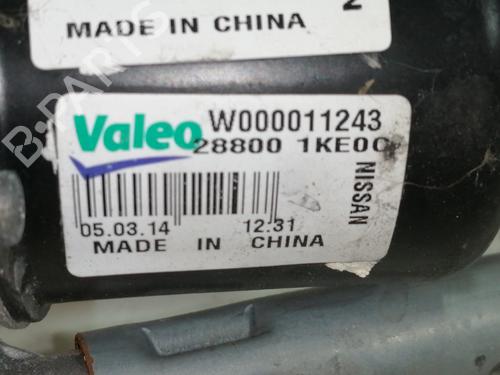 2
MADE IN CHINA
Valeo W000011243
28800 1KE0C
NISSAN
05.03.14 12:31
MADE IN CHINA
B-PARTS